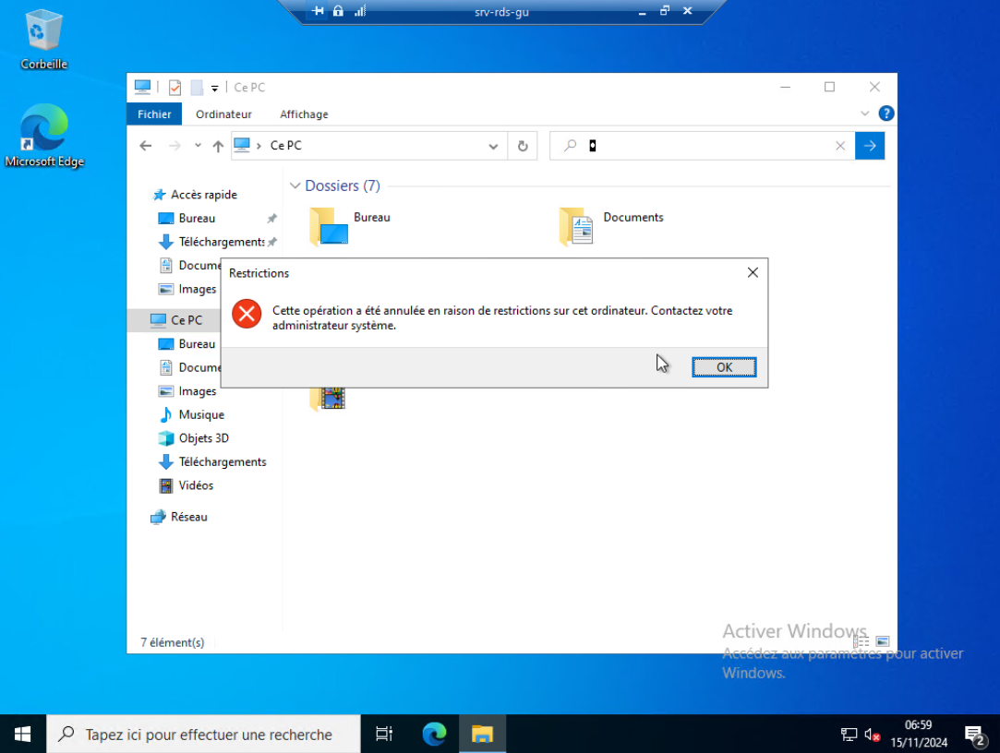 srv-rds-gu
Corbeille
Microsoft Edge
Ce PC
Fichier
Ordinateur
Affichage
Ce PC
Accès rapide
Bureau
Téléchargements
Docume
Images
Ce PC
Bureau
Docume
Images
Musique
Objets 3D
Téléchargements
Vidéos
Réseau
Dossiers (7)
Bureau
Documents
Restrictions
Cette opération a été annulée en raison de restrictions sur cet ordinateur. Contactez votre
administrateur système.
OK
7 élément(s)
Activer Windows
Accédez aux paramètres pour activer
Windows.
Tapez ici pour effectuer une recherche
06:59
15/11/2024
2